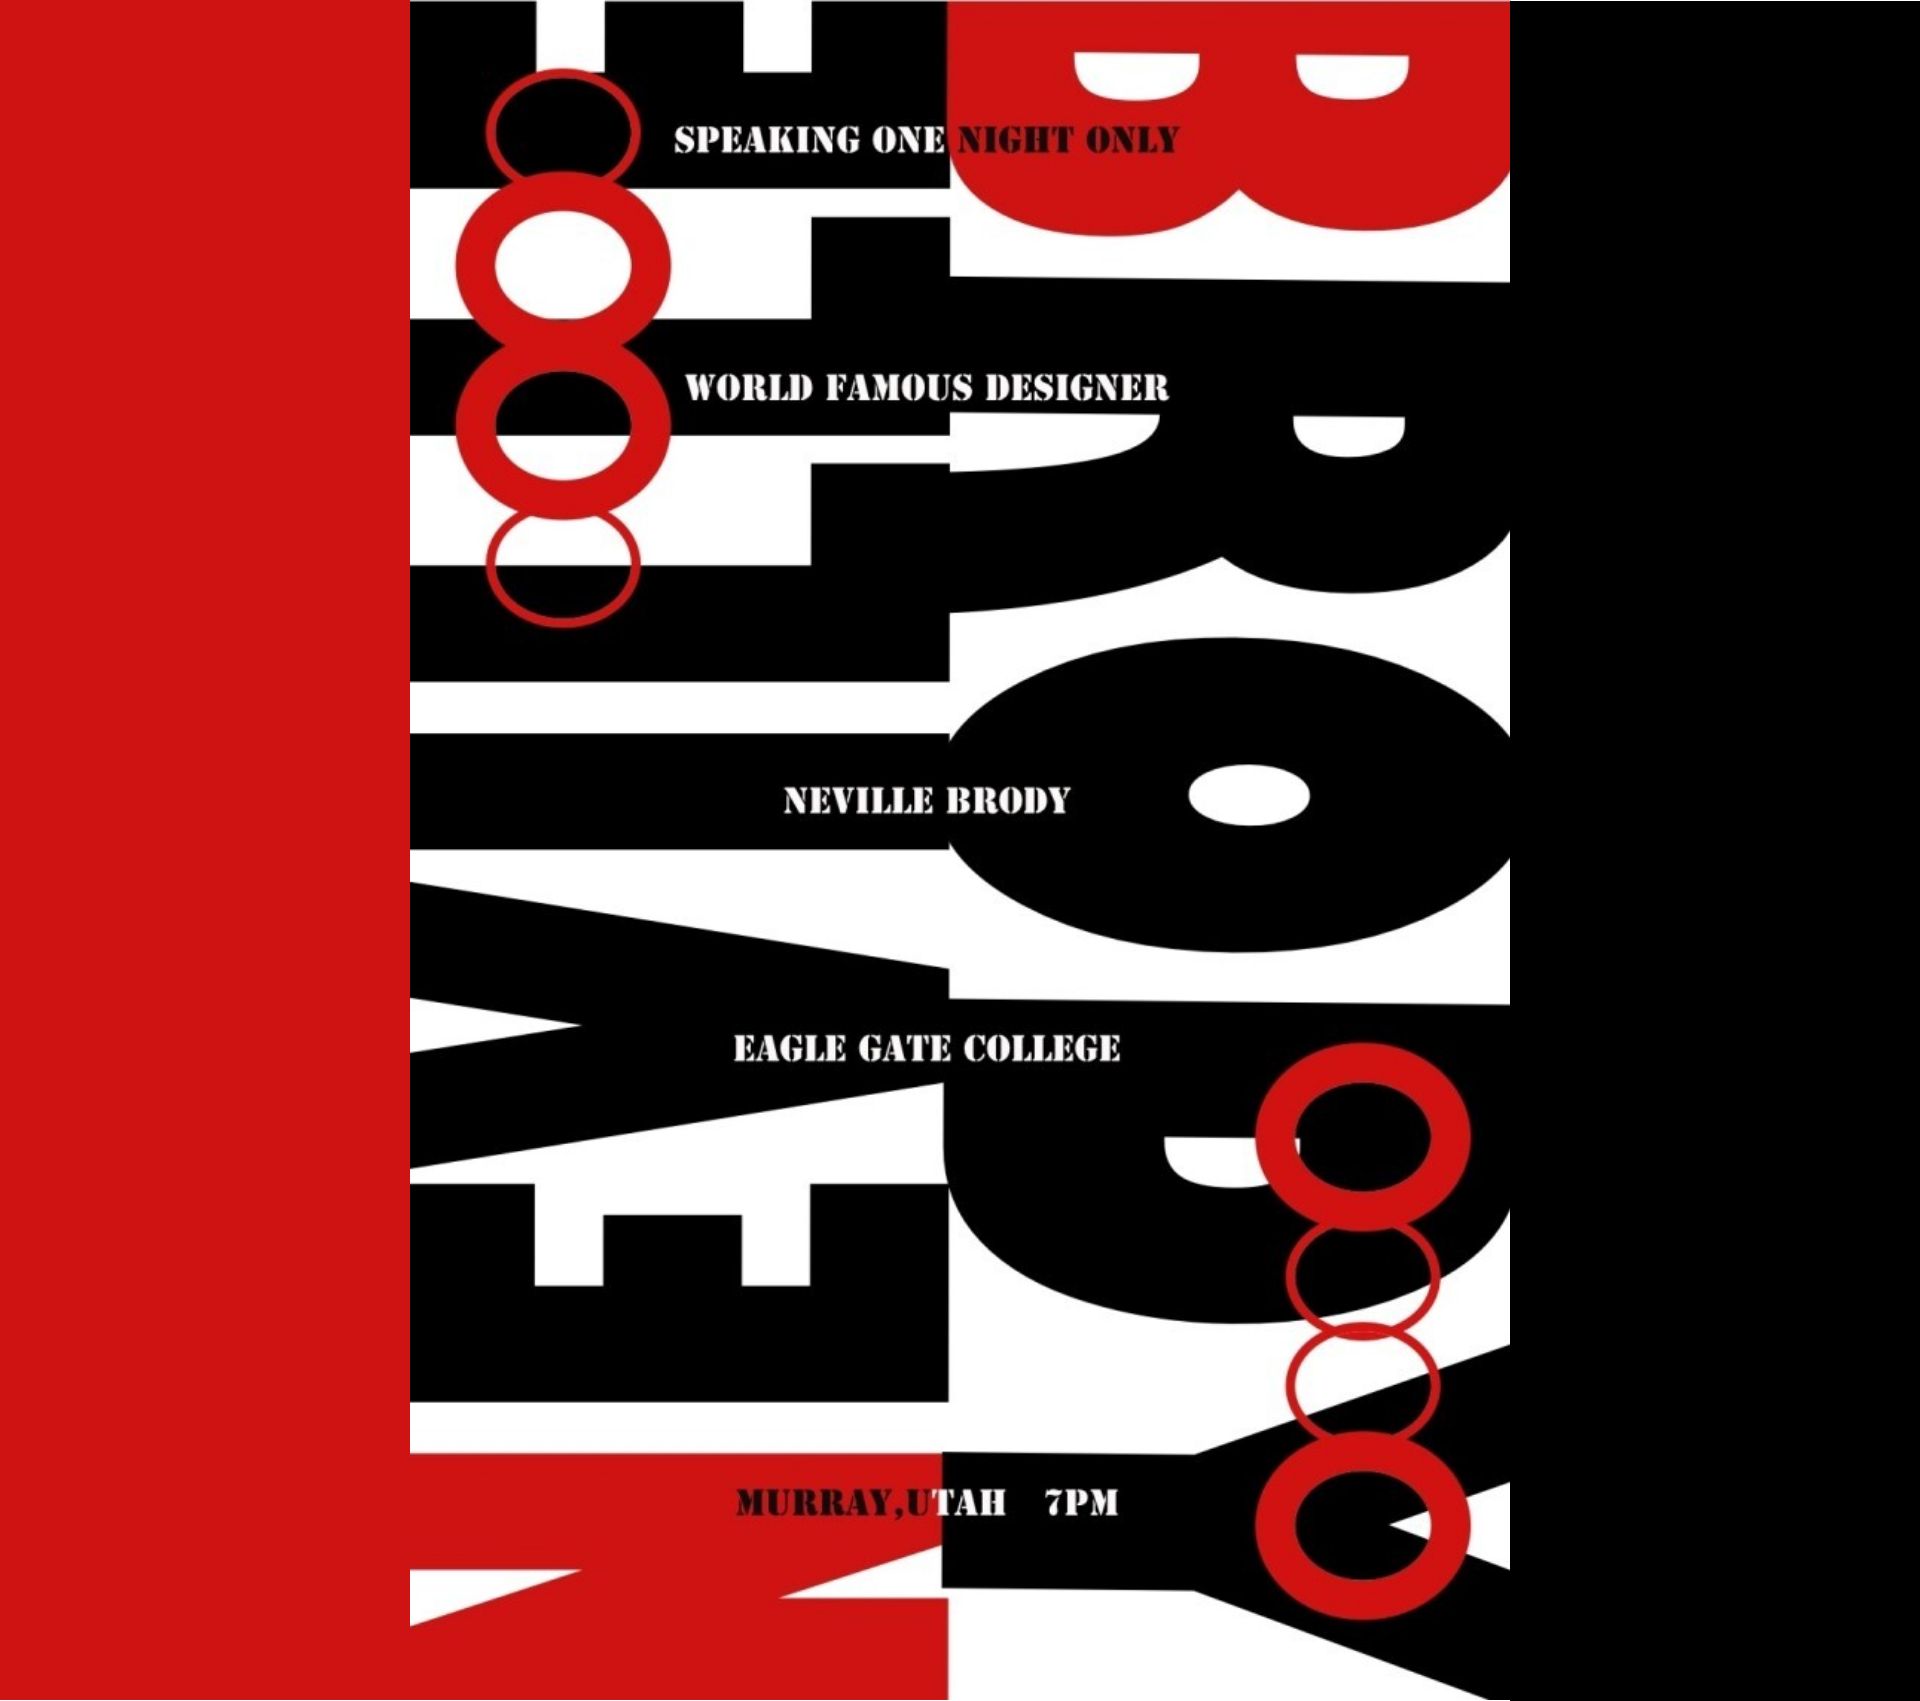 SPEAKING ONE NIGHT ONLY
WORLD FAMOUS DESIGNER
NEVILLE BRODY
EAGLE GATE COLLEGE
MURRAY,UTAH 7PM
NEVILLE
BRODY